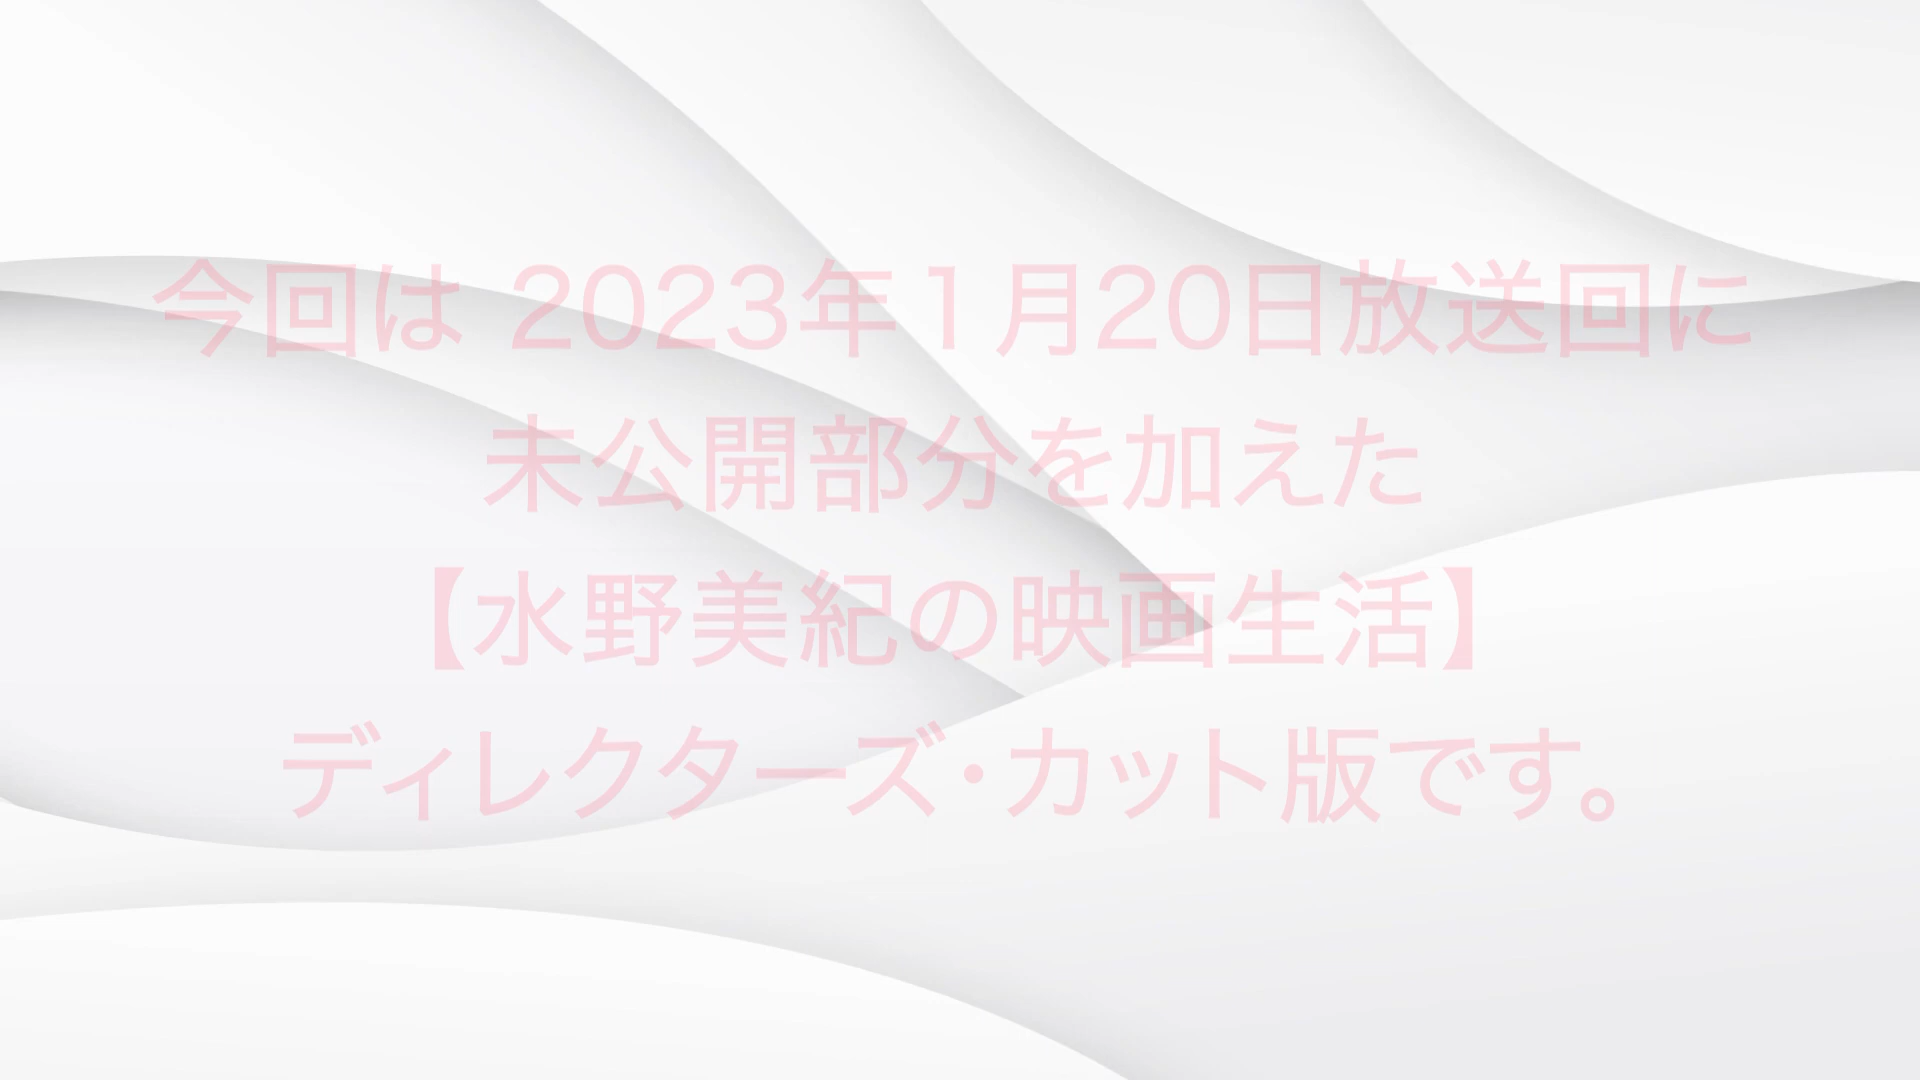 今回は 2023年1月20日放送回に
未公開部分を加えた
【水野美紀の映画生活】
ディレクターズ・カット版です。